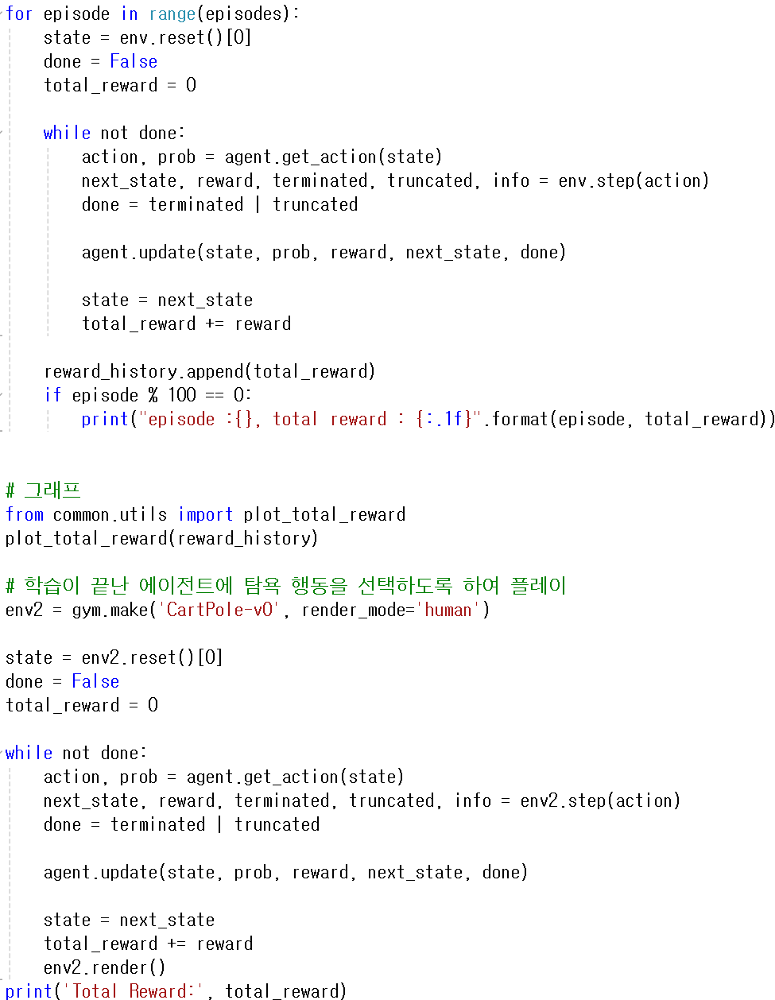 for episode in range(episodes):
    state = env.reset()[0]
    done = False
    total_reward = 0

    while not done:
        action, prob = agent.get_action(state)
        next_state, reward, terminated, truncated, info = env.step(action)
        done = terminated | truncated

        agent.update(state, prob, reward, next_state, done)

        state = next_state
        total_reward += reward

    reward_history.append(total_reward)
    if episode % 100 == 0:
        print("episode :{}, total reward : {:.1f}".format(episode, total_reward))


# 그래프
from common.utils import plot_total_reward
plot_total_reward(reward_history)

# 학습이 끝난 에이전트에 탐욕 행동을 선택하도록 하여 플레이
env2 = gym.make('CartPole-v0', render_mode='human')

state = env2.reset()[0]
done = False
total_reward = 0

while not done:
    action, prob = agent.get_action(state)
    next_state, reward, terminated, truncated, info = env2.step(action)
    done = terminated | truncated

    agent.update(state, prob, reward, next_state, done)

    state = next_state
    total_reward += reward
    env2.render()
print('Total Reward:', total_reward)